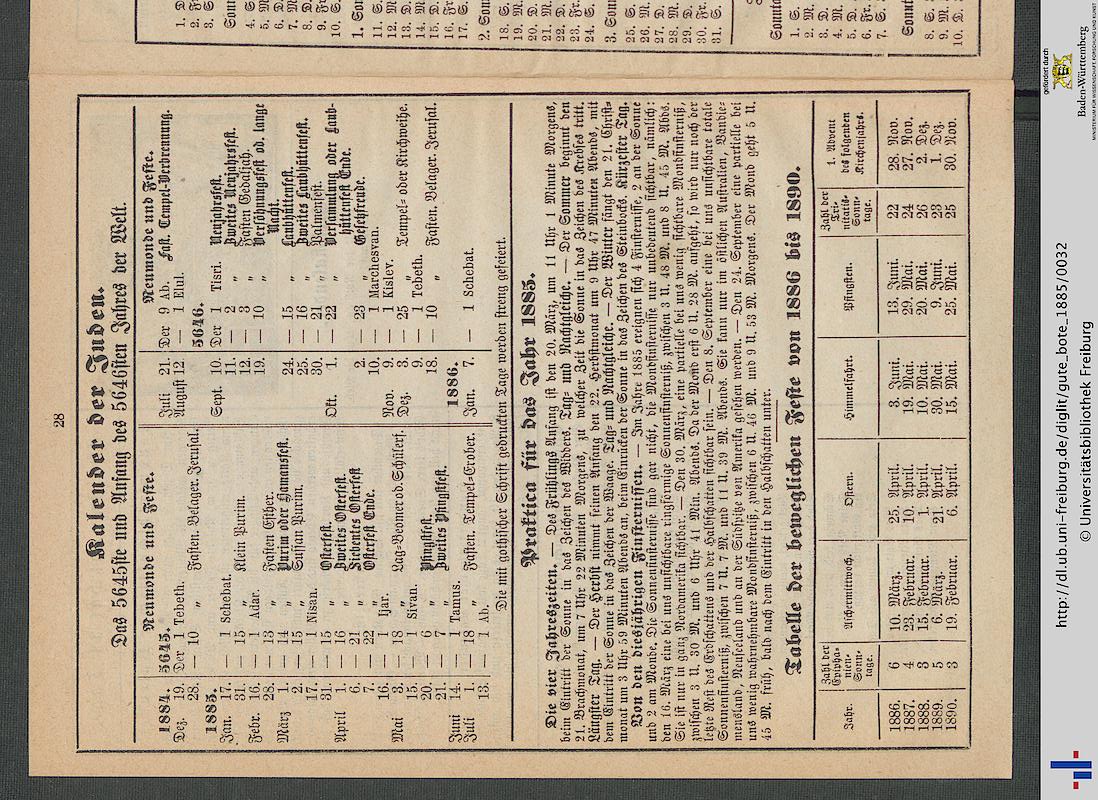 28
Kalender der Juden.
Das 5645ste und Anfang des 5646sten Jahres der Welt.
Neumonde und Feste.
1884. 5645.
Dez. 19. Der 1 Tebeth.
28. — 10 „ Fasten. Belager. Jerusal.
1885.
Jan. 17. — 1 Schebat.
31. — 15 „ Klein Purim.
Febr. 16. — 1 Adar.
28. — 13 „ Fasten Esther.
März 1. — 14 „ Purim oder Hamansfest.
2. — 15 „ Susan Purim.
17. — 1 Nisan.
31. — 15 „ Osterfest.
April 1. — 16 „ Zweites Osterfest.
6. — 21 „ Siebentes Osterfest
7. — 22 „ Osterfest Ende.
16. — 1 Ijar.
Mai 3. — 18 „ Lag-Beomer od. Schülerf.
15. — 1 Sivan.
20. — 6 „ Pfingstfest.
21. — 7 „ Zweites Pfingstfest.
Juni 14. — 1 Tamus.
Juli 1. — 18 „ Fasten. Tempel-Erober.
13. — 1 Ab.
Neumonde und Feste.
Juli 21. Der 9 Ab. Fast. Tempel-Verbrennung.
August 12 — 1 Elul.
5646.
Sept. 10. Der 1 Tisri. Neujahrsfest.
11. — 2 „ Zweites Neujahrsfest.
12. — 3 „ Fasten Gedaljah.
19. — 10 „ Versöhnungsfest od. lange
Nacht.
24. — 15 „ Laubhüttenfest.
25. — 16 „ Zweites Laubhüttenfest.
30. — 21 „ Palmenfest.
Okt. 1. — 22 „ Versammlung oder Laub-
hüttenfest Ende.
2. — 23 „ Gesetzfreude.
10. — 1 Marchesvan.
Nov. 9. — 1 Kislev.
Dez. 3. — 25 „ Tempel- oder Kirchweihe.
9. — 1 Tebeth.
18. — 10 „ Fasten. Belager. Jerusal.
1886.
Jan. 7. — 1 Schebat.
Die mit gothischer Schrift gedruckten Tage werden streng gefeiert.
Praktica für das Jahr 1885.
Die vier Jahreszeiten. — Des Frühlings Anfang ist den 20. März, um 11 Uhr 1 Minute Morgens,
beim Eintritt der Sonne in das Zeichen des Widders. Tag- und Nachtgleiche. — Der Sommer beginnt den
21. Brachmonat, um 7 Uhr 22 Minuten Morgens, zu welcher Zeit die Sonne in das Zeichen des Krebses tritt.
Längster Tag. — Der Herbst nimmt seinen Anfang den 22. Herbstmonat um 9 Uhr 47 Minuten Abends, mit
dem Eintritt der Sonne in das Zeichen der Waage. Tag- und Nachtgleiche. — Der Winter fängt den 21. Christ-
monat um 3 Uhr 59 Minuten Abends an, beim Einrücken der Sonne in das Zeichen des Steinbocks. Kürzester Tag.
Von den diesjährigen Finsternissen. — Im Jahre 1885 ereignen sich 4 Finsternisse, 2 an der Sonne
und 2 am Monde. Die Sonnenfinsternisse sind gar nicht, die Mondfinsternisse nur unbedeutend sichtbar, nämlich:
den 16. März eine bei uns unsichtbare ringförmige Sonnenfinsterniß, zwischen 3 U. 48 M. und 8 U. 45 M. Abds.
Sie ist nur in ganz Nordamerika sichtbar. — Den 30. März, eine partielle bei uns wenig sichtbare Mondfinsterniß,
zwischen 3 U. 30 M. und 6 Uhr 41 Min. Abends. Da der Mond erst 6 U. 28 M. aufgeht, so wird nur noch der
letzte Rest des Erdschattens und der Halbschatten sichtbar sein. — Den 8. September eine bei uns unsichtbare totale
Sonnenfinsterniß, zwischen 7 U. 7 M. und 11 U. 39 M. Abends. Sie kann nur im östlichen Australien, Vandie-
mensland, Neuseeland und an der Südspitze von Amerika gesehen werden. — Den 24. September eine partielle bei
uns wenig wahrnehmbare Mondfinsterniß, zwischen 6 U. 46 M. und 9 U. 53 M. Morgens. Der Mond geht 5 U.
45 M. früh, bald nach dem Eintritt in den Halbschatten unter.
Tabelle der beweglichen Feste von 1886 bis 1890.
Jahr. Zahl der Epipha-nien-Sonn-tage. Aschermittwoch. Ostern. Himmelfahrt. Pfingsten. Zahl der Tri-nitatis-Sonn-tage. 1. Advent des folgenden Kirchenjahrs.
1886. 6 10. März. 25. April. 3. Juni. 13. Juni. 22 28. Nov.
1887. 4 23. Februar. 10. April. 19. Mai. 29. Mai. 24 27. Nov.
1888. 3 15. Februar. 1. April. 10. Mai. 20. Mai. 26 2. Dez.
1889. 5 6. März. 21. April. 30. Mai. 9. Juni. 23 1. Dez.
1890. 3 19. Februar. 6. April. 15. Mai. 25. Mai. 25 30. Nov.
http://dl.ub.uni-freiburg.de/diglit/gute_bote_1885/0032
© Universitätsbibliothek Freiburg
gefördert durch
Baden-Württemberg
MINISTERIUM FÜR WISSENSCHAFT, FORSCHUNG UND KUNST